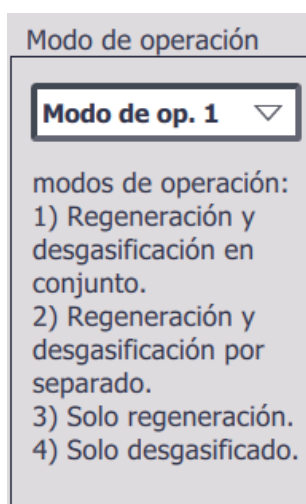 Modo de operación
Modo de op. 1
modos de operación:
1) Regeneración y
desgasificación en
conjunto.
2) Regeneración y
desgasificación por
separado.
3) Solo regeneración.
4) Solo desgasificado.